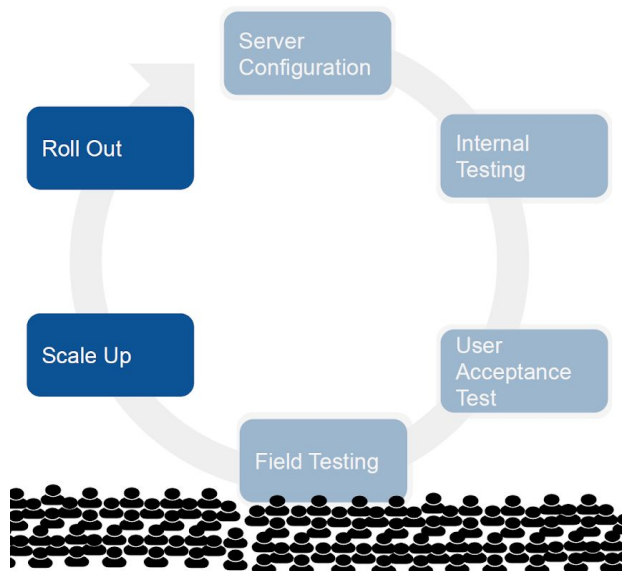 Server
Configuration
Internal
Testing
User
Acceptance
Test
Field Testing
Scale Up
Roll Out